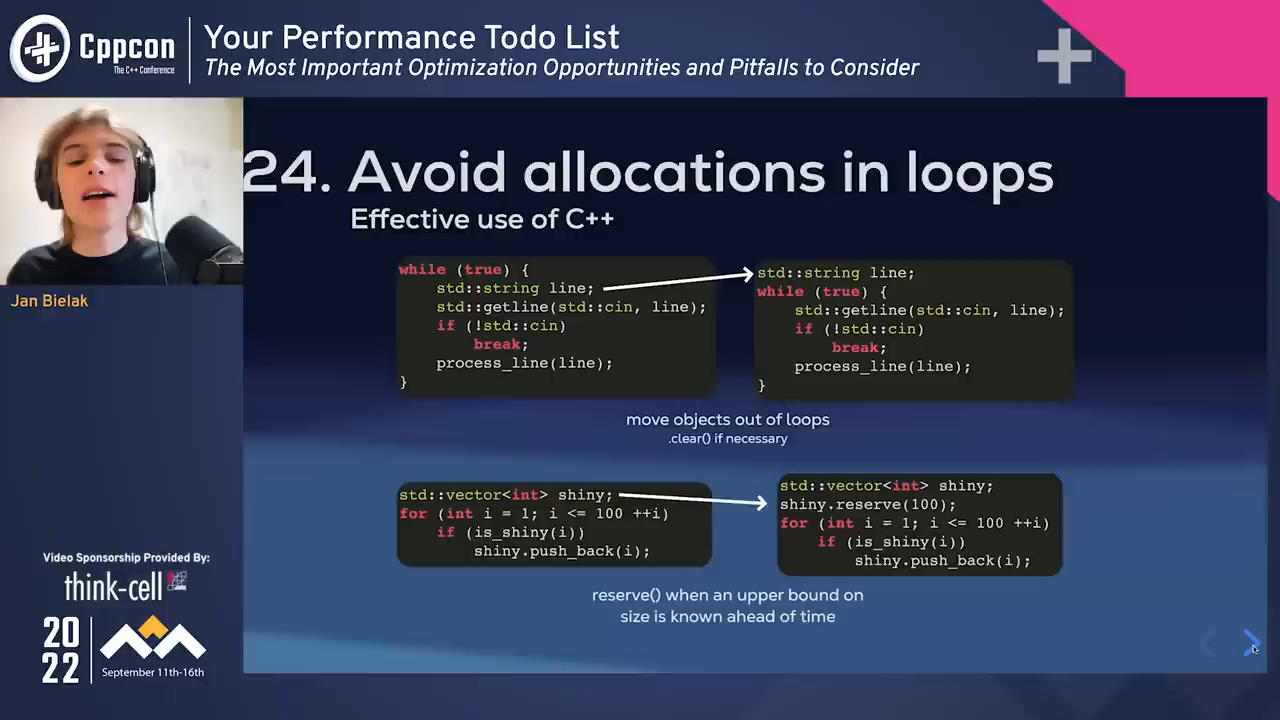 Cppcon
The C++ Conference
Your Performance Todo List
The Most Important Optimization Opportunities and Pitfalls to Consider
Jan Bielak
24. Avoid allocations in loops
Effective use of C++
while (true) {
    std::string line;
    std::getline(std::cin, line);
    if (!std::cin)
        break;
    process_line(line);
}
std::string line;
while (true) {
    std::getline(std::cin, line);
    if (!std::cin)
        break;
    process_line(line);
}
move objects out of loops
.clear() if necessary
std::vector<int> shiny;
for (int i = 1; i <= 100 ++i)
    if (is_shiny(i))
        shiny.push_back(i);
std::vector<int> shiny;
shiny.reserve(100);
for (int i = 1; i <= 100 ++i)
    if (is_shiny(i))
        shiny.push_back(i);
reserve() when an upper bound on
size is known ahead of time
Video Sponsorship Provided By:
think-cell
20
22
September 11th-16th